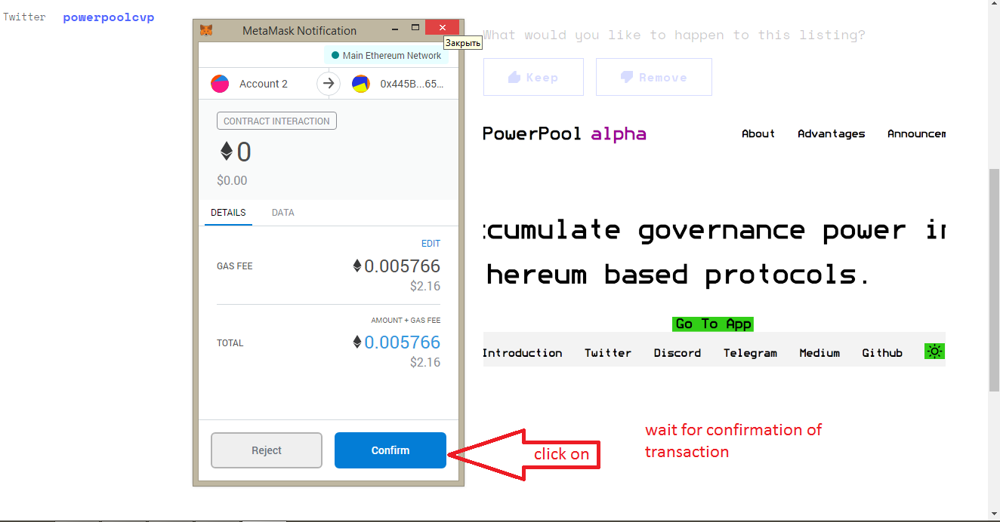 Twitter powerpoolcvp
MetaMask Notification
Закрыть
Main Ethereum Network
Account 2
0x445B...65...
CONTRACT INTERACTION
0
$0.00
DETAILS DATA
EDIT
GAS FEE 0.005766
$2.16
AMOUNT + GAS FEE
TOTAL 0.005766
$2.16
Reject Confirm
click on
What would you like to happen to this listing?
Keep Remove
PowerPool alpha
About Advantages Announcem
ccumulate governance power in
hereum based protocols.
Go To App
Introduction Twitter Discord Telegram Medium Github
wait for confirmation of
transaction